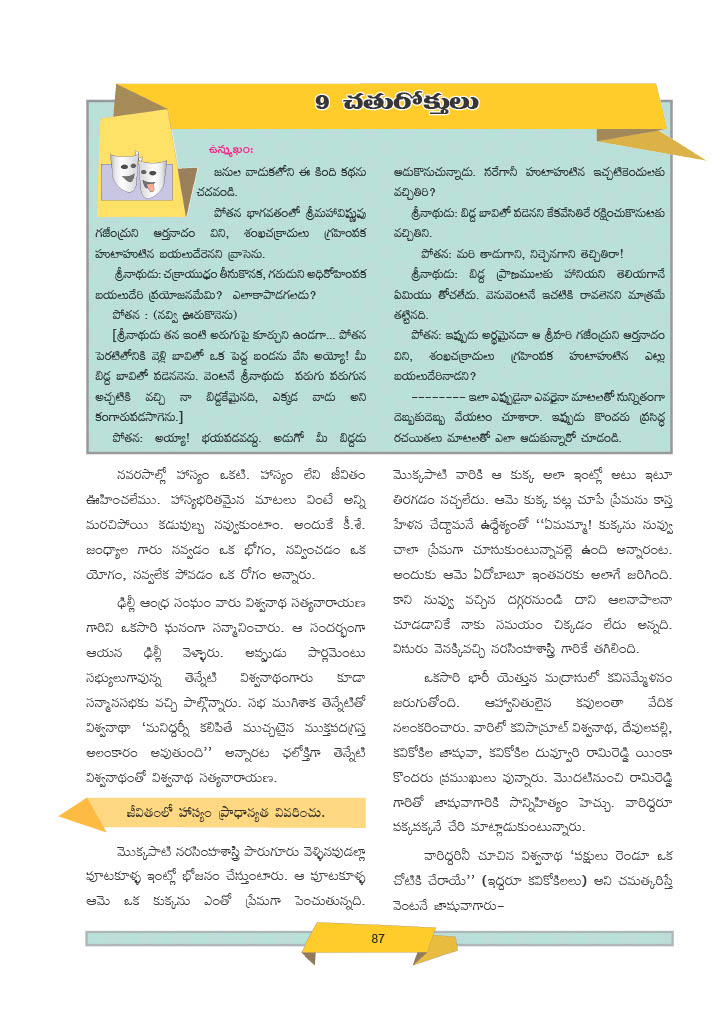 9 చతురోక్తులు
ఉన్ముఖం:
జనుల వాడుకలోని ఈ కింది కథను
చదవండి.
పోతన భాగవతంలో శ్రీమహావిష్ణువు
గజేంద్రుని ఆర్తనాదం విని, శంఖచక్రాదులు గ్రహింపక
హుటాహుటిన బయలుదేరెనని వ్రాసెను.
శ్రీనాథుడు: చక్రాయుధం తీసుకొనక, గరుడుని అధిరోహింపక
బయలుదేరి ప్రయోజనమేమి? ఎలాకాపాడగలడు?
పోతన : (నవ్వి ఊరుకొనెను)
[శ్రీనాథుడు తన ఇంటి అరుగుపై కూర్చుని ఉండగా... పోతన
పెరటిలోనికి వెళ్లి బావిలో ఒక పెద్ద బండను వేసి అయ్యో! మీ
బిడ్డ బావిలో పడెననెను. వెంటనే శ్రీనాథుడు పరుగు పరుగున
అచ్చటికి వచ్చి నా బిడ్డకేమైనది, ఎక్కడ వాడు అని
కంగారుపడసాగెను.]
పోతన: అయ్యా! భయపడవద్దు. అదుగో మీ బిడ్డడు
ఆడుకొనుచున్నాడు. సరేగానీ హుటాహుటిన ఇచ్చటికెందులకు
వచ్చితిరి?
శ్రీనాథుడు: బిడ్డ బావిలో పడెనని కేకవేసితిరే రక్షించుకొనుటకు
వచ్చితిని.
పోతన: మరి తాడుగాని, నిచ్చెనగాని తెచ్చితిరా!
శ్రీనాథుడు: బిడ్డ ప్రాణములకు హానియని తెలియగానే
ఏమియు తోచలేదు. వెనువెంటనే ఇచటికి రావలెనని మాత్రమే
తట్టినది.
పోతన: ఇప్పుడు అర్థమైనదా ఆ శ్రీహరి గజేంద్రుని ఆర్తనాదం
విని, శంఖచక్రాదులు గ్రహింపక హుటాహుటిన ఎట్లు
బయలుదేరినాడని?
-------- ఇలా ఎప్పుడైనా ఎవరైనా మాటలతో సున్నితంగా
దెబ్బకుదెబ్బ వేయటం చూశారా. ఇప్పుడు కొందరు ప్రసిద్ధ
రచయితలు మాటలతో ఎలా ఆడుకున్నారో చూడండి.
నవరసాల్లో హాస్యం ఒకటి. హాస్యం లేని జీవితం
ఊహించలేము. హాస్యభరితమైన మాటలు వింటే అన్ని
మరచిపోయి కడుపుబ్బ నవ్వుకుంటాం. అందుకే కీ.శే.
జంధ్యాల గారు నవ్వడం ఒక భోగం, నవ్వించడం ఒక
యోగం, నవ్వలేక పోవడం ఒక రోగం అన్నారు.
ఢిల్లీ ఆంధ్ర సంఘం వారు విశ్వనాథ సత్యనారాయణ
గారిని ఒకసారి ఘనంగా సన్మానించారు. ఆ సందర్భంగా
ఆయన ఢిల్లీ వెళ్ళారు. అప్పుడు పార్లమెంటు
సభ్యులుగావున్న తెన్నేటి విశ్వనాథంగారు కూడా
సన్మానసభకు వచ్చి పాల్గొన్నారు. సభ ముగిశాక తెన్నేటితో
విశ్వనాథా ‘మనిద్దర్నీ కలిపితే ముచ్చటైన ముక్తపదగ్రస్త
అలంకారం అవుతుంది’’ అన్నారట ఛలోక్తిగా తెన్నేటి
విశ్వనాథంతో విశ్వనాథ సత్యనారాయణ.
జీవితంలో హాస్యం ప్రాధాన్యత వివరించు.
మొక్కపాటి నరసింహశాస్త్రి పొరుగూరు వెళ్ళినపుడల్లా
పూటకూళ్ళ ఇంట్లో భోజనం చేస్తుంటారు. ఆ పూటకూళ్ళ
ఆమె ఒక కుక్కను ఎంతో ప్రేమగా పెంచుతున్నది.
మొక్కపాటి వారికి ఆ కుక్క అలా ఇంట్లో అటు ఇటూ
తిరగడం నచ్చలేదు. ఆమె కుక్క పట్ల చూపే ప్రేమను కాస్త
హేళన చేద్దామనే ఉద్దేశ్యంతో ‘‘ఏమమ్మా! కుక్కను నువ్వు
చాలా ప్రేమగా చూసుకుంటున్నావల్లె ఉంది అన్నారంట.
అందుకు ఆమె ఏదోబాబూ ఇంతవరకు అలాగే జరిగింది.
కాని నువ్వు వచ్చిన దగ్గరనుండి దాని ఆలనాపాలనా
చూడడానికే నాకు సమయం చిక్కడం లేదు అన్నది.
విసురు వెనక్కివచ్చి నరసింహశాస్త్రి గారికే తగిలింది.
ఒకసారి భారీ యెత్తున మద్రాసులో కవిసమ్మేళనం
జరుగుతోంది. ఆహ్వానితులైన కవులంతా వేదిక
నలంకరించారు. వారిలో కవిసామ్రాట్ విశ్వనాథ, దేవులపల్లి,
కవికోకిల జాషువా, కవికోకిల దువ్వూరి రామిరెడ్డి యింకా
కొందరు ప్రముఖులు వున్నారు. మొదటినుంచి రామిరెడ్డి
గారితో జాషువాగారికి సాన్నిహిత్యం హెచ్చు. వారిద్దరూ
పక్కపక్కనే చేరి మాట్లాడుకుంటున్నారు.
వారిద్దరినీ చూచిన విశ్వనాథ ‘పక్షులు రెండూ ఒక
చోటికి చేరాయే’’ (ఇద్దరూ కవికోకిలలు) అని చమత్కరిస్తే
వెంటనే జాషువాగారు-
87